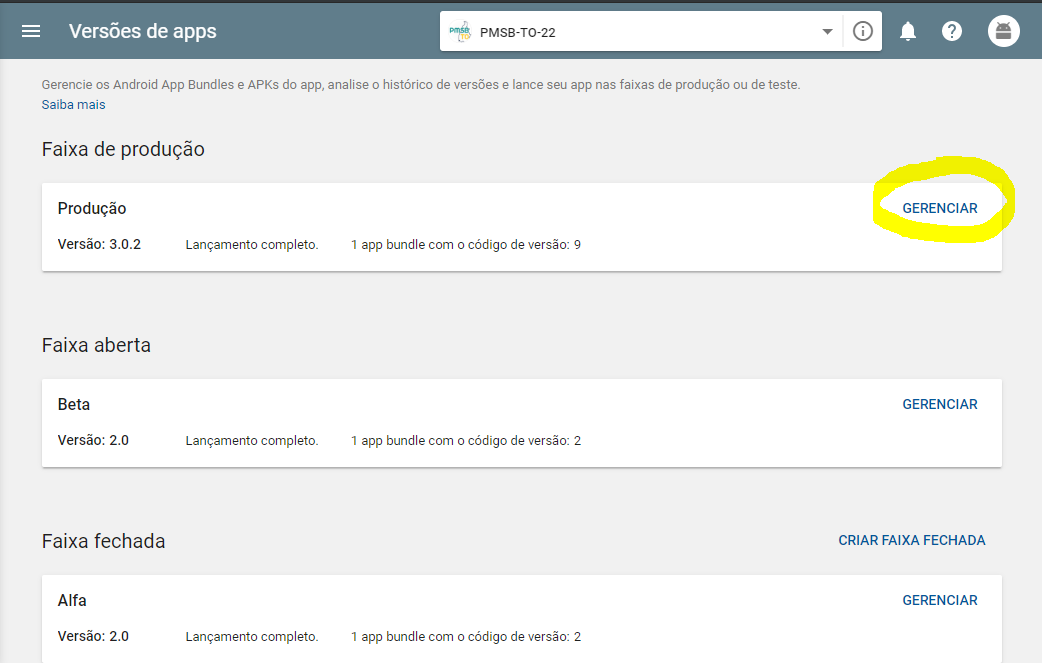 Versões de apps
PMSB TO
PMSB-TO-22
Gerencie os Android App Bundles e APKs do app, analise o histórico de versões e lance seu app nas faixas de produção ou de teste.
Saiba mais
Faixa de produção
Produção
GERENCIAR
Versão: 3.0.2 Lançamento completo. 1 app bundle com o código de versão: 9
Faixa aberta
Beta
GERENCIAR
Versão: 2.0 Lançamento completo. 1 app bundle com o código de versão: 2
Faixa fechada
CRIAR FAIXA FECHADA
Alfa
GERENCIAR
Versão: 2.0 Lançamento completo. 1 app bundle com o código de versão: 2